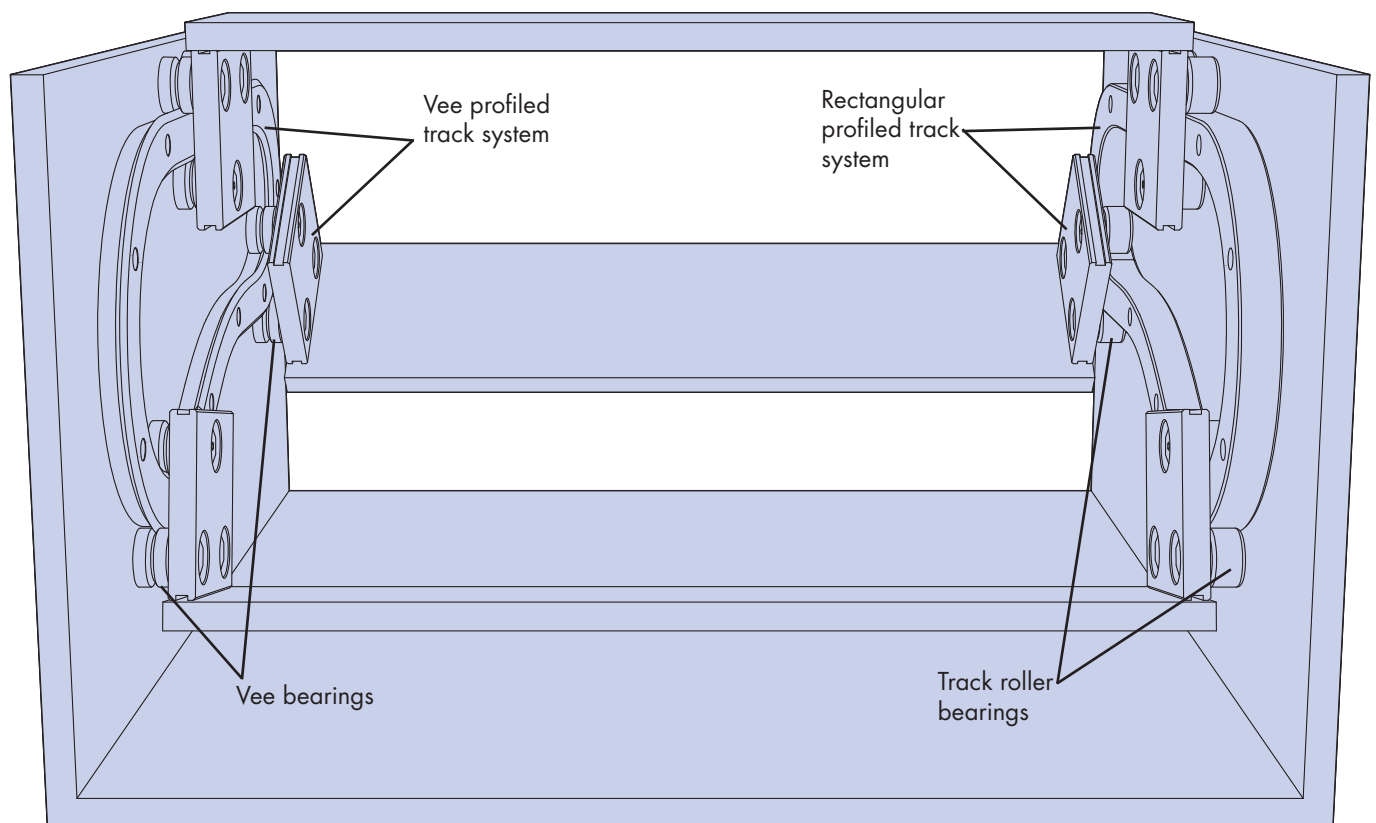 Vee profiled
track system
Rectangular
profiled track
system
Vee bearings
Track roller
bearings